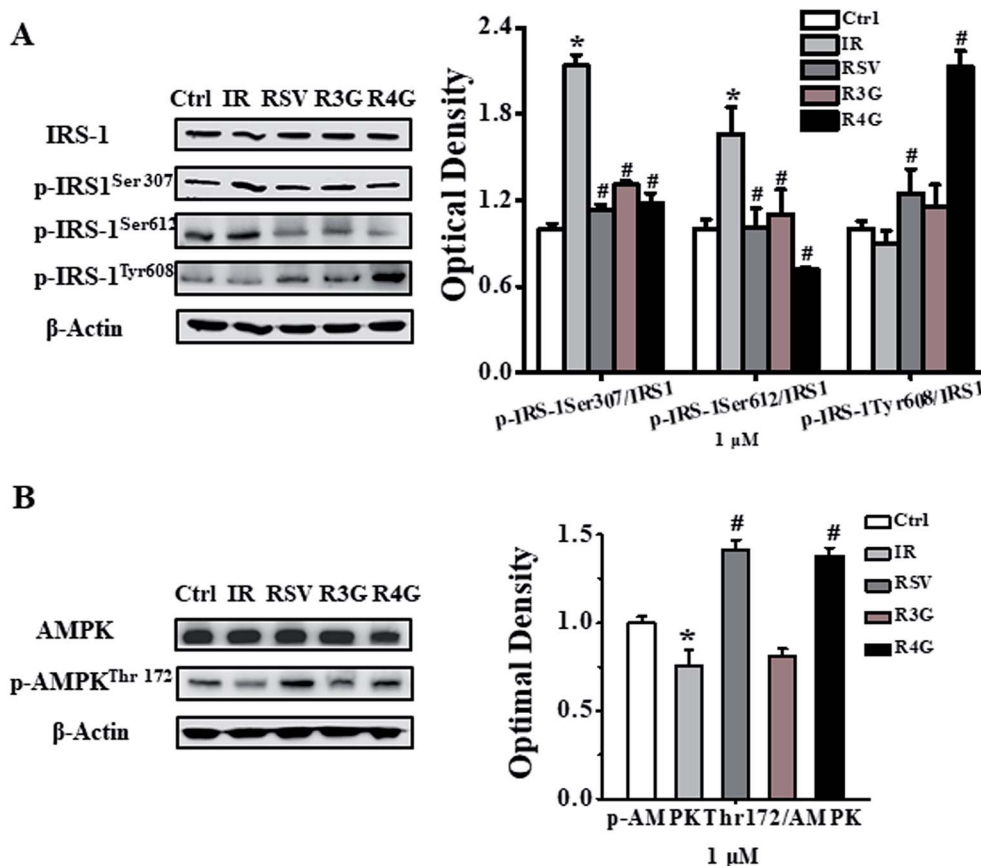 A
Ctrl IR RSV R3G R4G
IRS-1
p-IRS1Ser307
p-IRS-1Ser612
p-IRS-1Tyr608
β-Actin
Optical Density
2.4
1.8
1.2
0.6
0.0
* # # #
* # # #
# #
Ctrl
IR
RSV
R3G
R4G
p-IRS-1Ser307/IRS1
p-IRS-1Ser612/IRS1
p-IRS-1Tyr608/IRS1
1 µM
B
Ctrl IR RSV R3G R4G
AMPK
p-AMPKThr 172
β-Actin
Optimal Density
1.5
1.0
0.5
0.0
* # #
Ctrl
IR
RSV
R3G
R4G
p-AMPKThr172/AMPK
1 µM